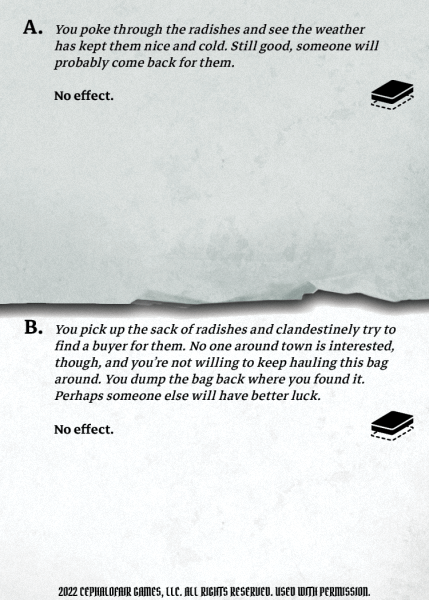 A. You poke through the radishes and see the weather
has kept them nice and cold. Still good, someone will
probably come back for them.
No effect.
B. You pick up the sack of radishes and clandestinely try to
find a buyer for them. No one around town is interested,
though, and you're not willing to keep hauling this bag
around. You dump the bag back where you found it.
Perhaps someone else will have better luck.
No effect.
2022 CEPHALOFAIR GAMES, LLC. ALL RIGHTS RESERVED. USED WITH PERMISSION.